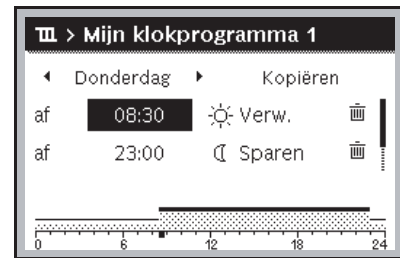 > Mijn klokprogramma 1
Donderdag Kopiëren
af 08:30 Verw.
af 23:00 Sparen
0 6 12 18 24